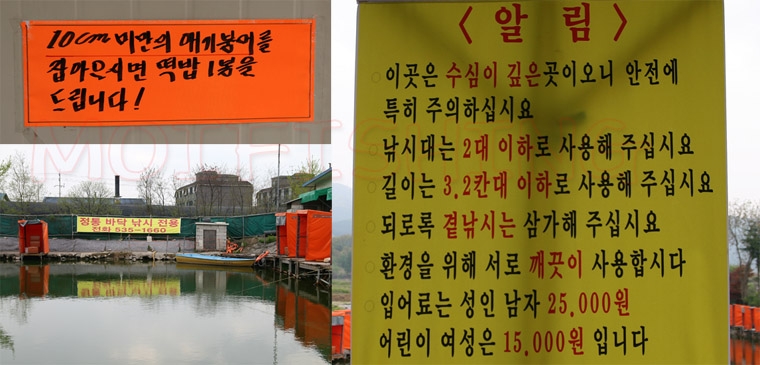 10cm 미만의 애기붕어를
잡아오시면 떡밥 1봉을
드립니다!
정통 바닥 낚시 전용
전화 535-1660
<알림>
이곳은 수심이 깊은곳이오니 안전에
특히 주의하십시요
낚시대는 2대 이하로 사용해 주십시요
길이는 3.2칸대 이하로 사용해 주십시요
되도록 곁낚시는 삼가해 주십시요
환경을 위해 서로 깨끗이 사용합시다
입어료는 성인 남자 25,000원
어린이 여성은 15,000원 입니다